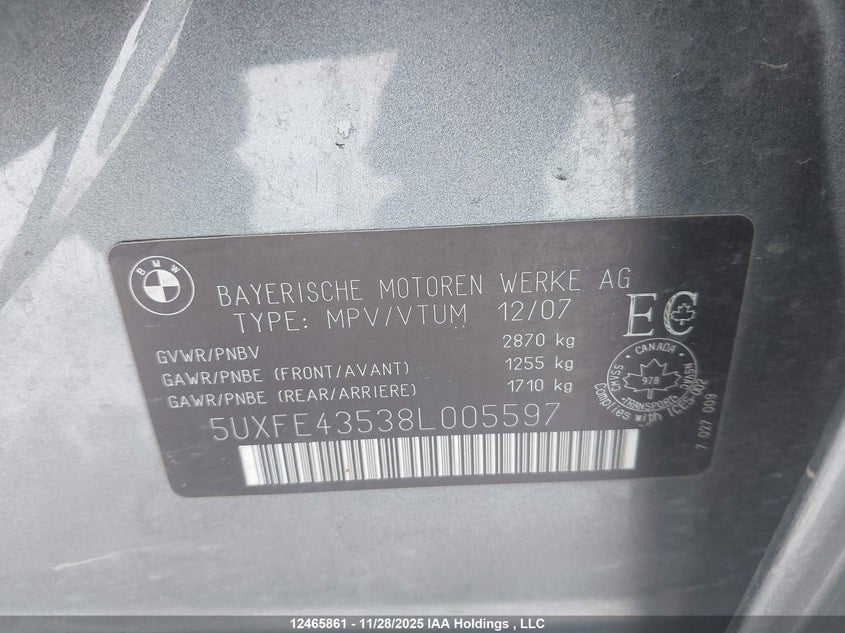 BMW
BAYERISCHE MOTOREN WERKE AG
TYPE: MPV/VTUM 12/07
EC
GVWR/PNBV 2870 kg
GAWR/PNBE (FRONT/AVANT) 1255 kg
GAWR/PNBE (REAR/ARRIERE) 1710 kg
5UXFE43538L005597
CANADA
978
TRANSPORT
Complies with ICES-002
7 027 009
12465861 - 11/28/2025 IAA Holdings , LLC